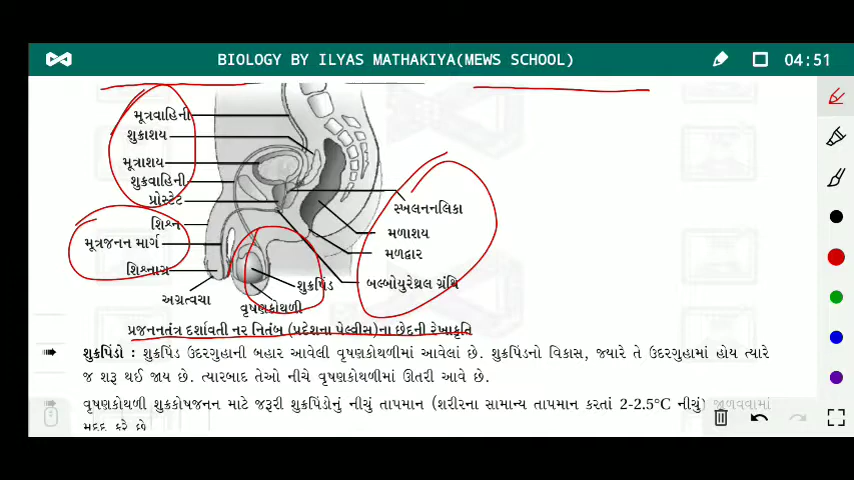 BIOLOGY BY ILYAS MATHAKIYA(MEWS SCHOOL)
04:51
મૂત્રવાહિની
શુક્રાશય
મૂત્રાશય
શુક્રવાહિની
પ્રોસ્ટેટ
શિશ્ન
મૂત્રજનન માર્ગ
શિશ્નાગ્ર
અગ્રત્વચા
સ્ખલનનલિકા
મળાશય
મળદ્વાર
બલ્બોયુરેથ્રલ ગ્રંથિ
શુક્રપિંડ
વૃષણકોથળી
પ્રજનનતંત્ર દર્શાવતી નર નિતંબ (પ્રદેશના પેલ્વીસ)ના છેદની રેખાકૃતિ
શુક્રપિંડો : શુક્રપિંડ ઉદરગુહાની બહાર આવેલી વૃષણકોથળીમાં આવેલાં છે. શુક્રપિંડનો વિકાસ, જ્યારે તે ઉદરગુહામાં હોય ત્યારે
જ શરૂ થઈ જાય છે. ત્યારબાદ તેઓ નીચે વૃષણકોથળીમાં ઊતરી આવે છે.
વૃષણકોથળી શુક્રકોષજનન માટે જરૂરી શુક્રપિંડોનું નીચું તાપમાન (શરીરના સામાન્ય તાપમાન કરતાં 2-2.5°C નીચું) જાળવવામાં
મદદ કરે છે